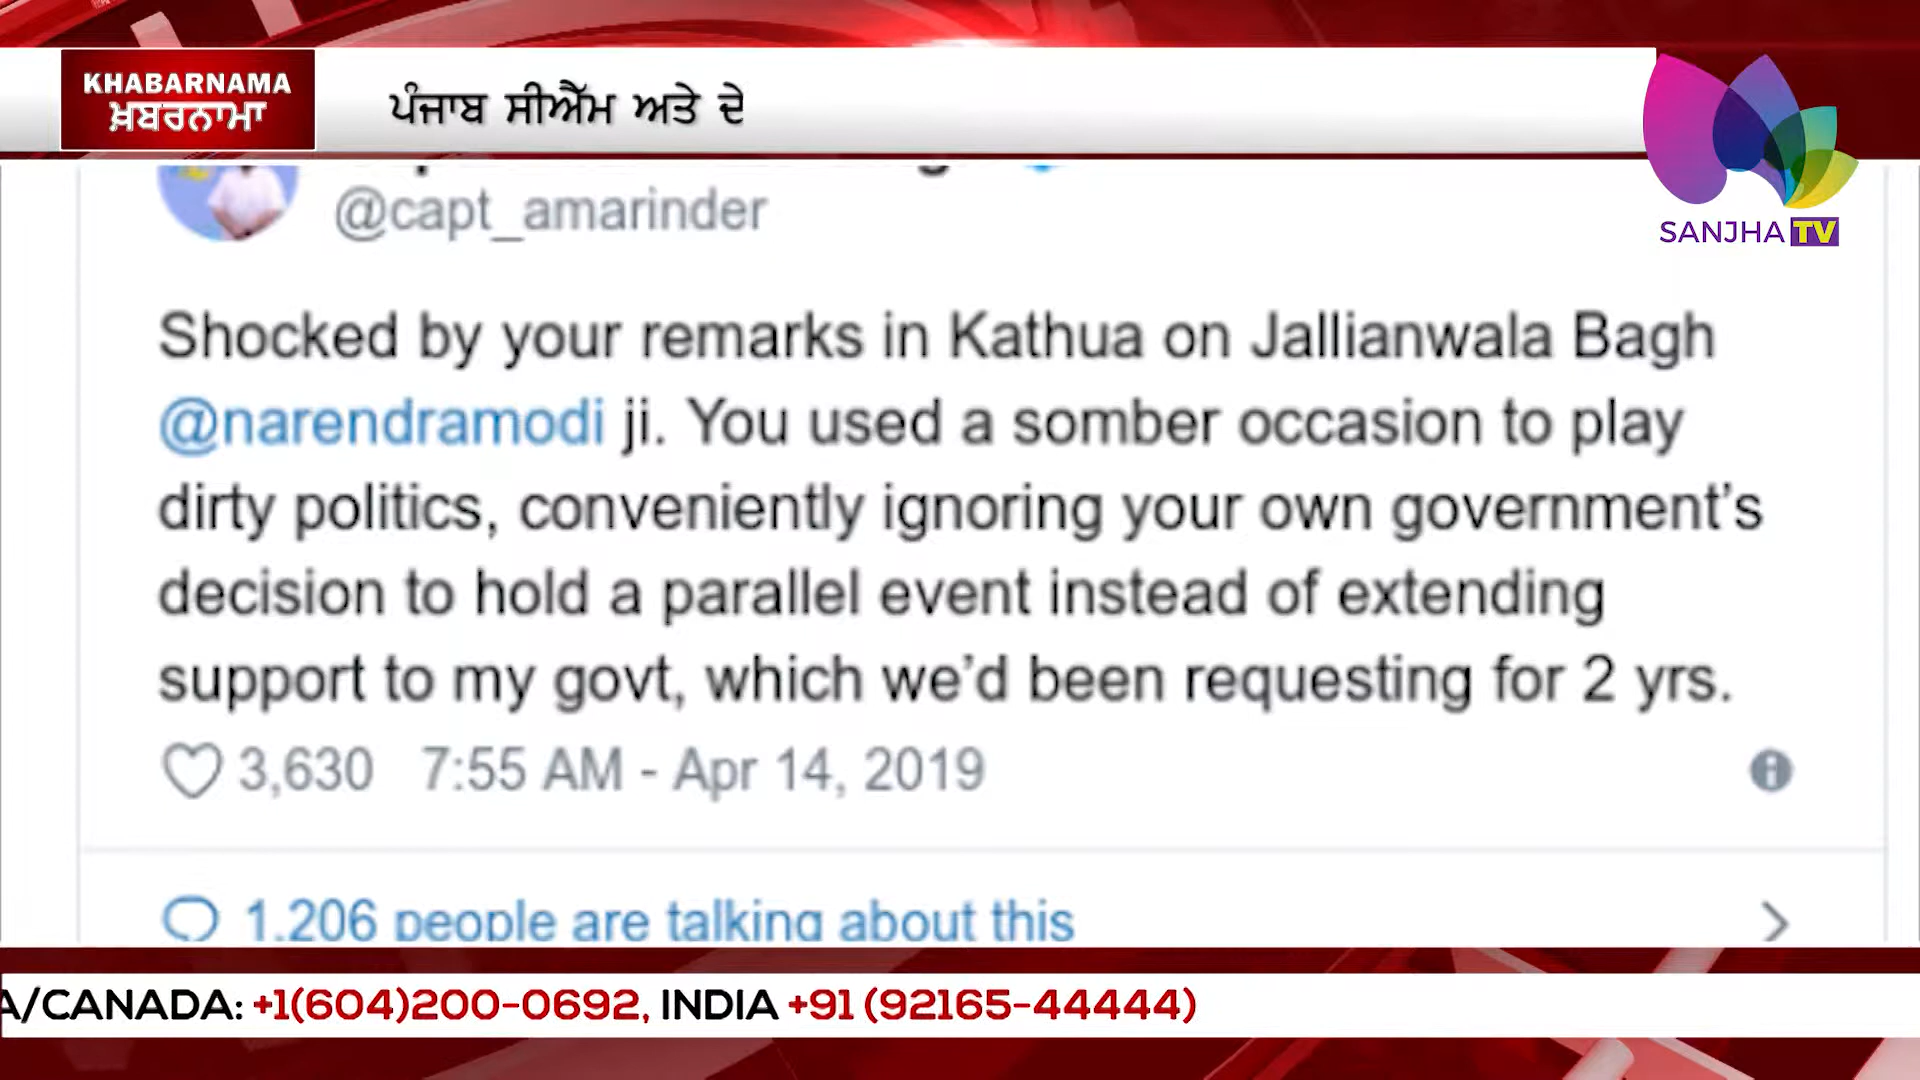 KHABARNAMA
ਖ਼ਬਰਨਾਮਾ
ਪੰਜਾਬ ਸੀਐੱਮ ਅਤੇ ਦੇ
SANJHA TV
@capt_amarinder
Shocked by your remarks in Kathua on Jallianwala Bagh
@narendramodi ji. You used a somber occasion to play
dirty politics, conveniently ignoring your own government’s
decision to hold a parallel event instead of extending
support to my govt, which we’d been requesting for 2 yrs.
3,630 7:55 AM - Apr 14, 2019
1,206 people are talking about this
A/CANADA: +1(604)200-0692, INDIA +91 (92165-44444)